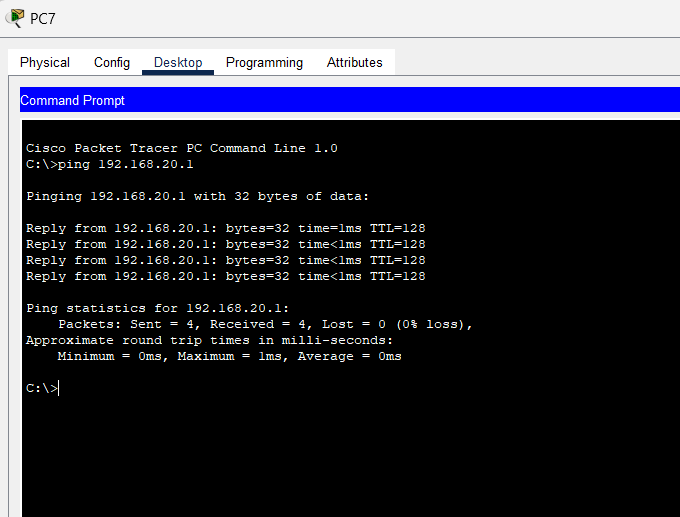 PC7
Physical Config Desktop Programming Attributes
Command Prompt
Cisco Packet Tracer PC Command Line 1.0
C:\>ping 192.168.20.1
Pinging 192.168.20.1 with 32 bytes of data:
Reply from 192.168.20.1: bytes=32 time=1ms TTL=128
Reply from 192.168.20.1: bytes=32 time<1ms TTL=128
Reply from 192.168.20.1: bytes=32 time<1ms TTL=128
Reply from 192.168.20.1: bytes=32 time<1ms TTL=128
Ping statistics for 192.168.20.1:
Packets: Sent = 4, Received = 4, Lost = 0 (0% loss),
Approximate round trip times in milli-seconds:
Minimum = 0ms, Maximum = 1ms, Average = 0ms
C:\>